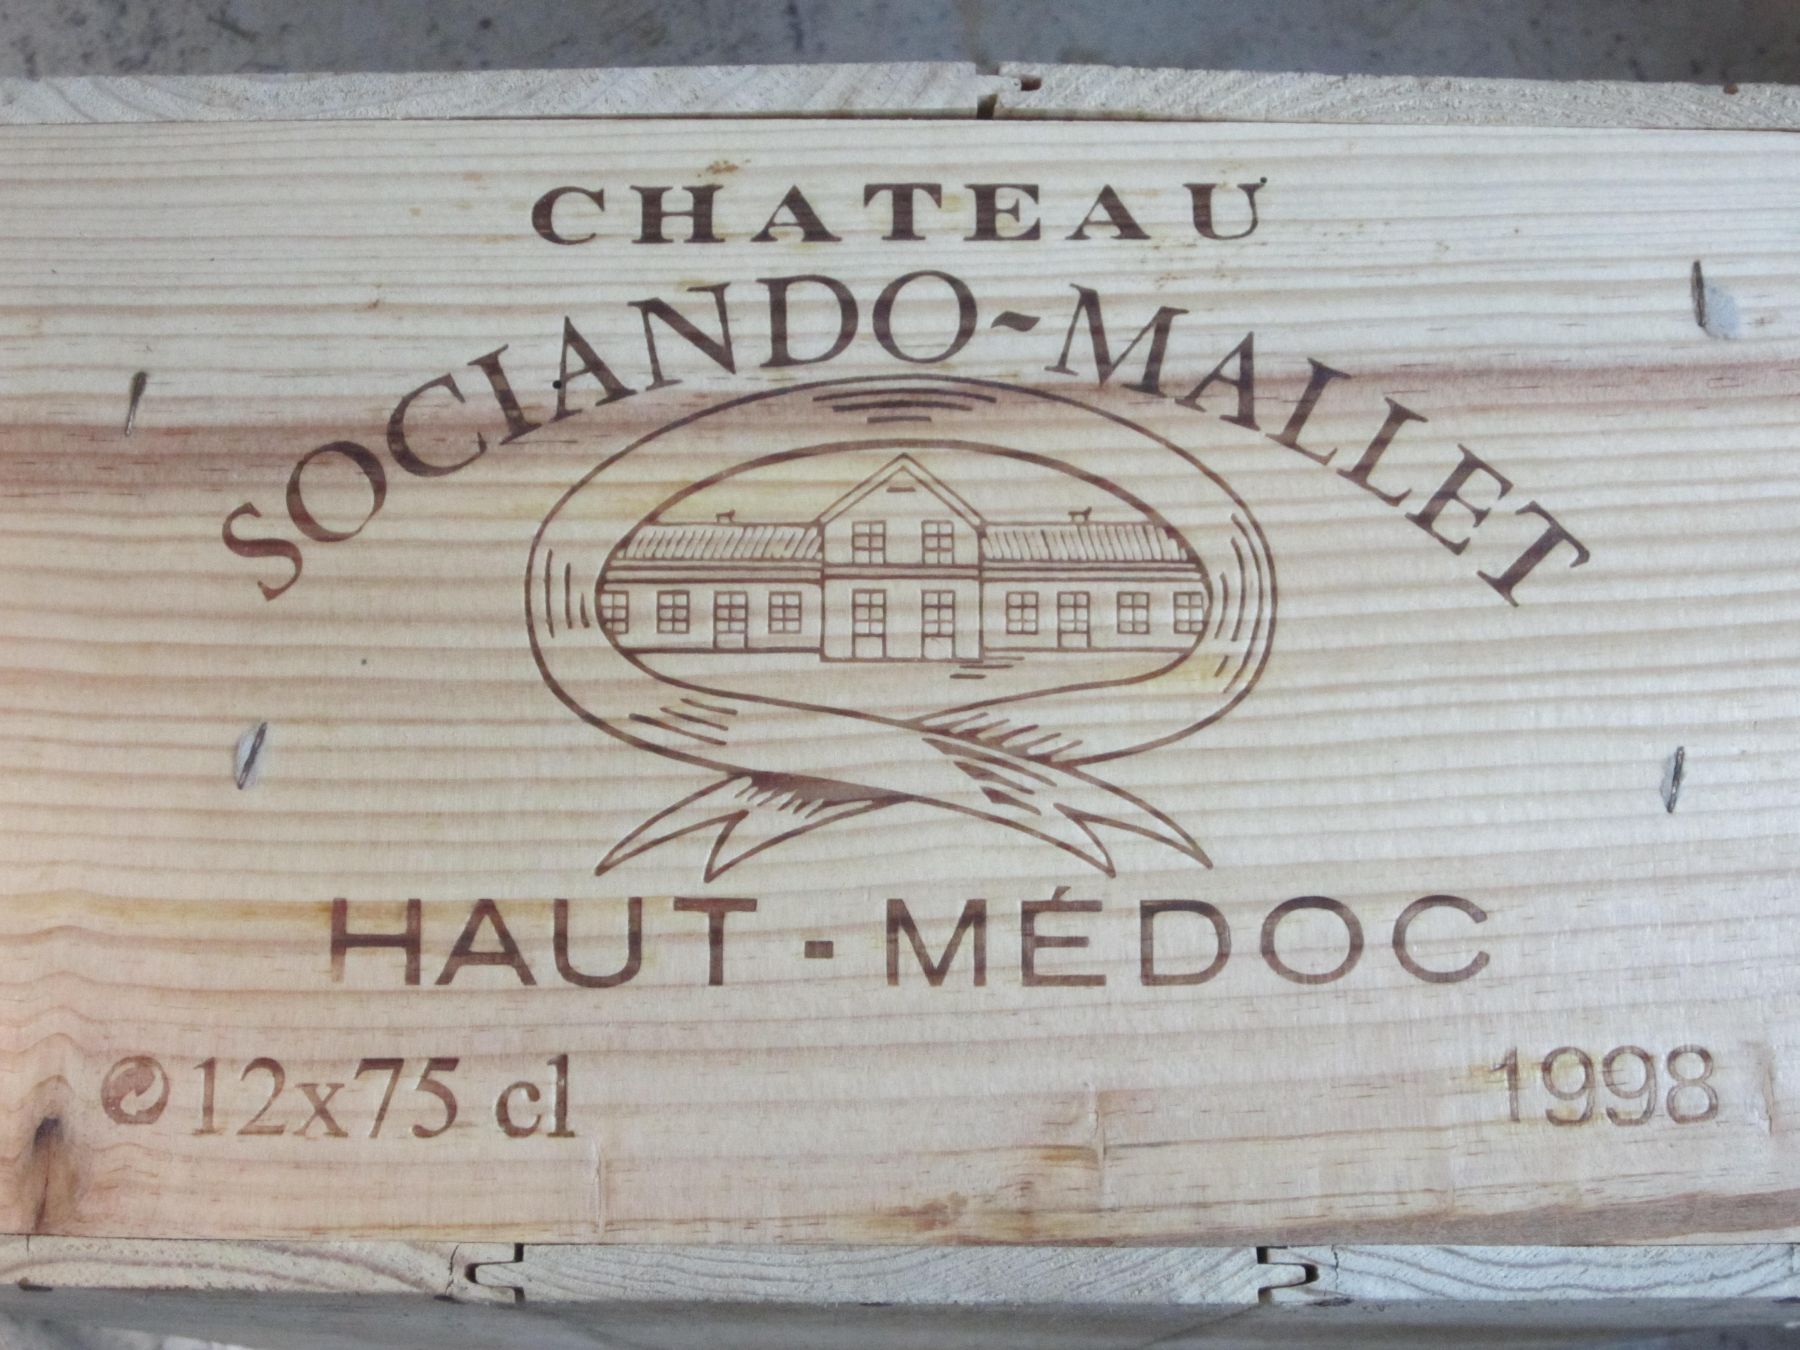 CHATEAU
SOCIANDO-MALLET
HAUT-MÉDOC
12x75 cl
1998